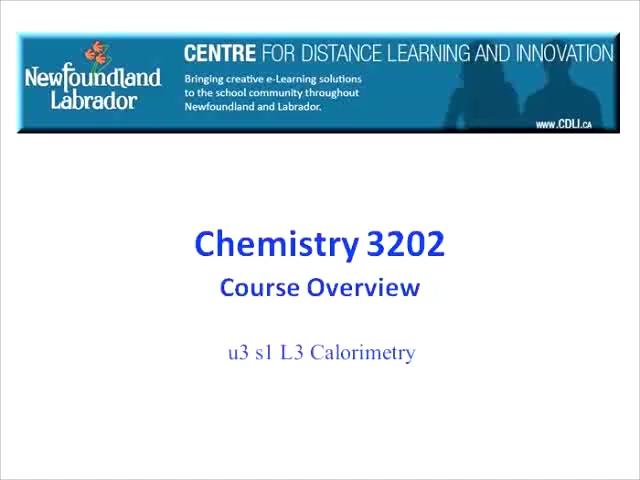 Newfoundland
Labrador
CENTRE FOR DISTANCE LEARNING AND INNOVATION
Bringing creative e-Learning solutions
to the school community throughout
Newfoundland and Labrador.
www.CDLI.ca
Chemistry 3202
Course Overview
u3 s1 L3 Calorimetry